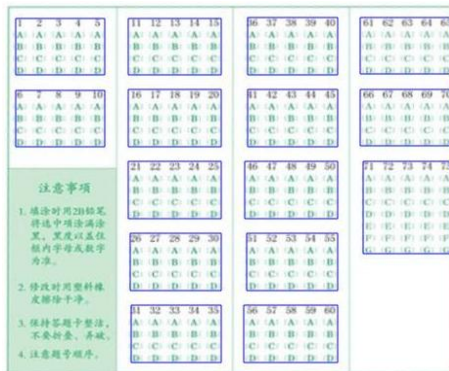 1 2 3 4 5
A A A A A
B B B B B
C C C C C
D D D D D
6 7 8 9 10
A A A A A
B B B B B
C C C C C
D D D D D
注意事项
1. 填涂时用2B铅笔
将选中项涂满涂
黑，黑度以盖住
框内字母或数字
为准。
2. 修改时用塑料橡
皮擦除干净。
3. 保持答题卡整洁，
不要折叠、弄破。
4. 注意题号顺序。
11 12 13 14 15
A A A A A
B B B B B
C C C C C
D D D D D
16 17 18 19 20
A A A A A
B B B B B
C C C C C
D D D D D
21 22 23 24 25
A A A A A
B B B B B
C C C C C
D D D D D
26 27 28 29 30
A A A A A
B B B B B
C C C C C
D D D D D
31 32 33 34 35
A A A A A
B B B B B
C C C C C
D D D D D
36 37 38 39 40
A A A A A
B B B B B
C C C C C
D D D D D
41 42 43 44 45
A A A A A
B B B B B
C C C C C
D D D D D
46 47 48 49 50
A A A A A
B B B B B
C C C C C
D D D D D
51 52 53 54 55
A A A A A
B B B B B
C C C C C
D D D D D
56 57 58 59 60
A A A A A
B B B B B
C C C C C
D D D D D
61 62 63 64 65
A A A A A
B B B B B
C C C C C
D D D D D
66 67 68 69 70
A A A A A
B B B B B
C C C C C
D D D D D
71 72 73 74 75
A A A A A
B B B B B
C C C C C
D D D D D
E E E E E
F F F F F
G G G G G